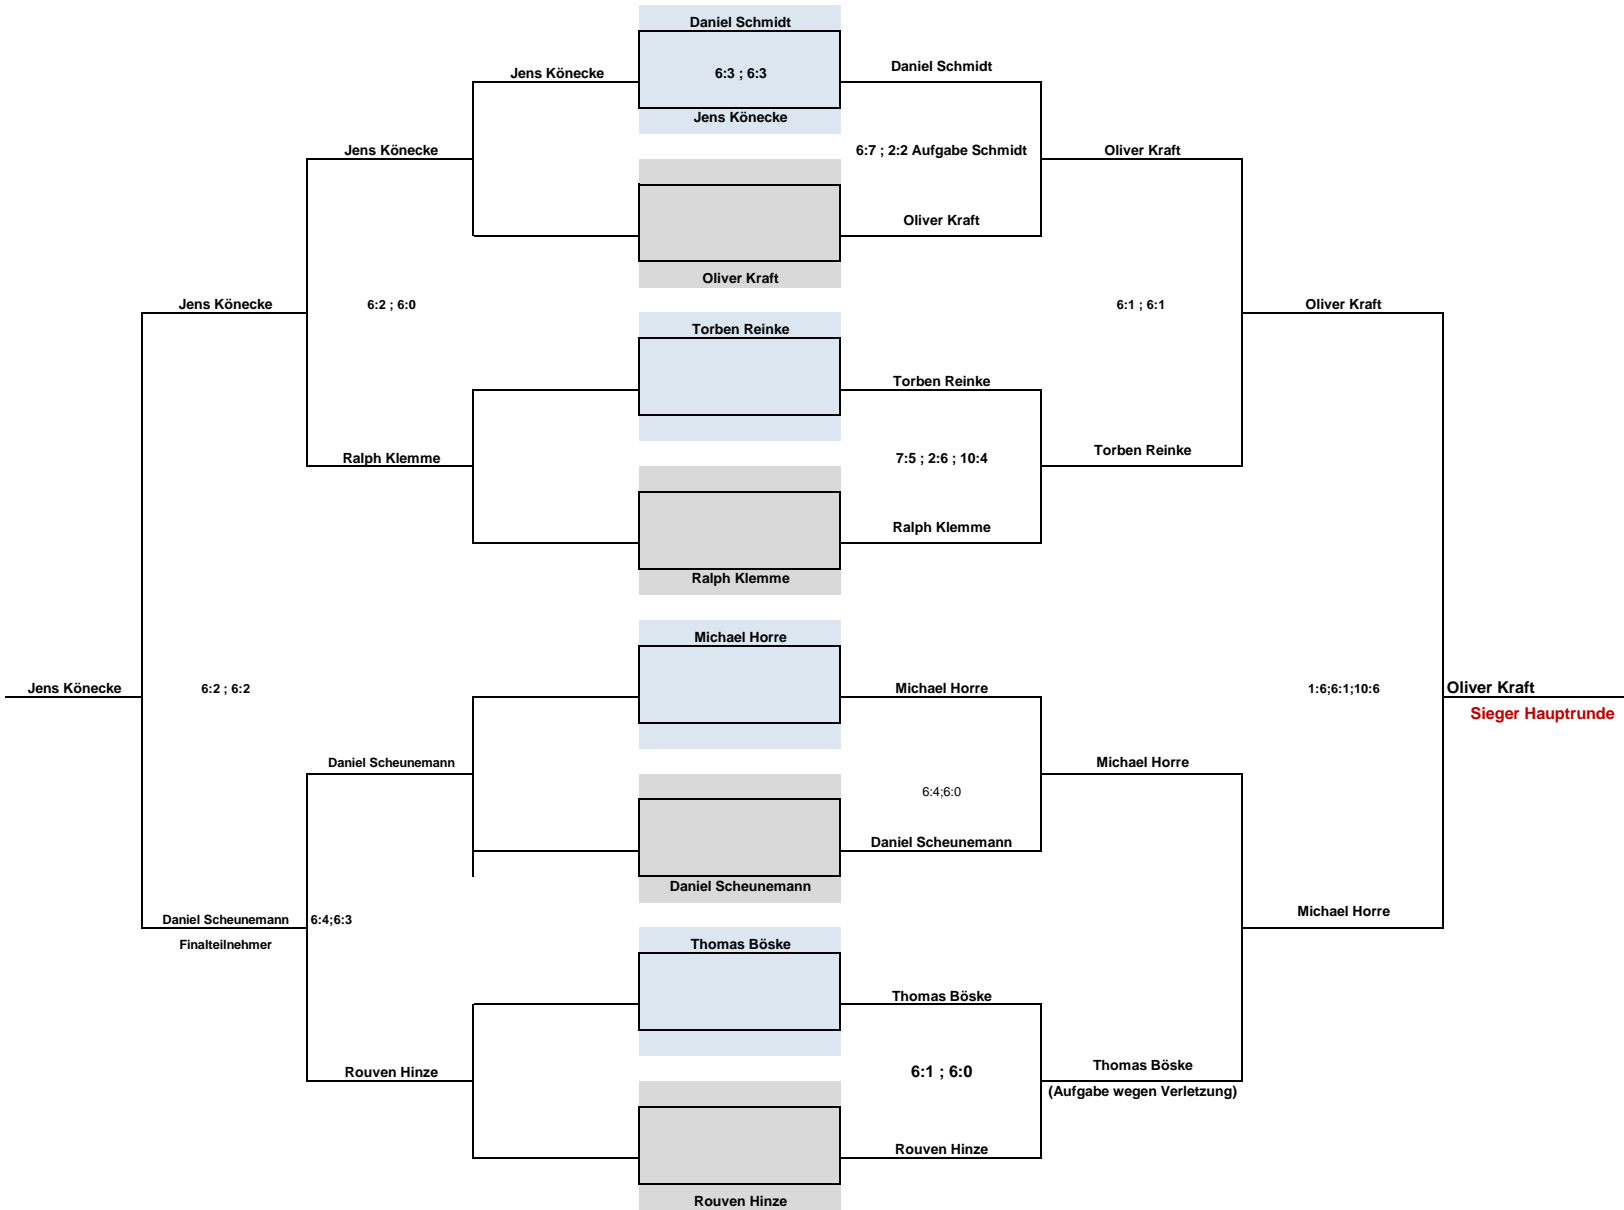 Daniel Schmidt
Jens Könecke
6:3 ; 6:3
Daniel Schmidt
Jens Könecke
Jens Könecke
6:7 ; 2:2 Aufgabe Schmidt
Oliver Kraft
Oliver Kraft
Oliver Kraft
Jens Könecke
6:2 ; 6:0
6:1 ; 6:1
Oliver Kraft
Torben Reinke
Torben Reinke
Ralph Klemme
7:5 ; 2:6 ; 10:4
Torben Reinke
Ralph Klemme
Ralph Klemme
Michael Horre
Jens Könecke
6:2 ; 6:2
Michael Horre
1:6;6:1;10:6
Oliver Kraft
Sieger Hauptrunde
Daniel Scheunemann
Michael Horre
6:4;6:0
Daniel Scheunemann
Daniel Scheunemann
Daniel Scheunemann
6:4;6:3
Michael Horre
Finalteilnehmer
Thomas Böske
Thomas Böske
Rouven Hinze
6:1 ; 6:0
Thomas Böske
(Aufgabe wegen Verletzung)
Rouven Hinze
Rouven Hinze